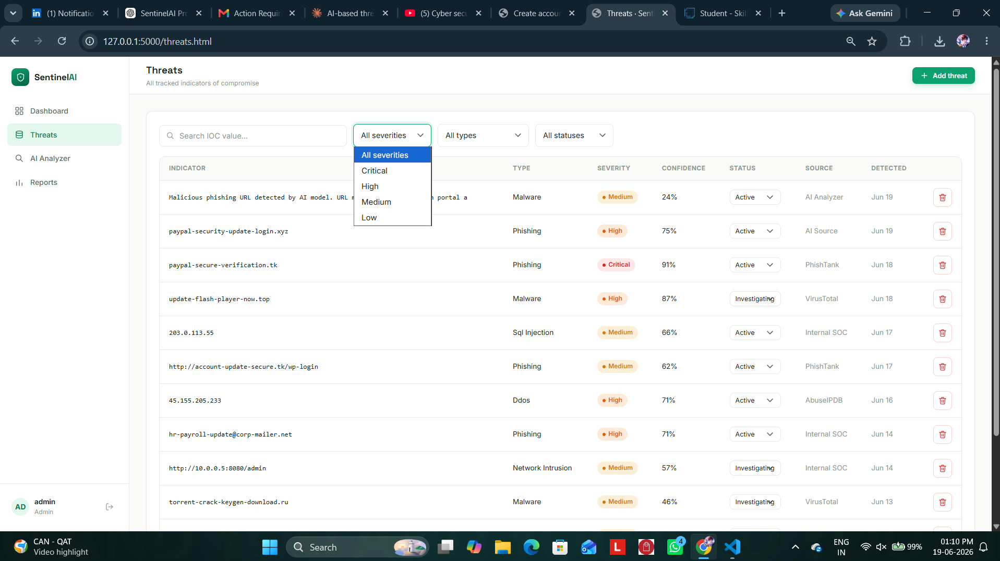 (1) Notificatio
SentinelAI Pro
Action Requir
AI-based thre
(5) Cyber secu
Create accoun
Threats · Sent
Student - Skil
Ask Gemini
127.0.0.1:5000/threats.html
SentinelAI
Dashboard
Threats
AI Analyzer
Reports
Threats
All tracked indicators of compromise
Add threat
Search IOC value...
All severities
All types
All statuses
All severities
Critical
High
Medium
Low
INDICATOR TYPE SEVERITY CONFIDENCE STATUS SOURCE DETECTED
Malicious phishing URL detected by AI model. URL portal a Malware Medium 24% Active AI Analyzer Jun 19
paypal-security-update-login.xyz Phishing High 75% Active AI Source Jun 19
paypal-secure-verification.tk Phishing Critical 91% Active PhishTank Jun 18
update-flash-player-now.top Malware High 87% Investigating VirusTotal Jun 18
203.0.113.55 Sql Injection Medium 66% Active Internal SOC Jun 17
http://account-update-secure.tk/wp-login Phishing Medium 62% Active PhishTank Jun 17
45.155.205.233 Ddos High 71% Active AbuseIPDB Jun 16
hr-payroll-update@corp-mailer.net Phishing High 71% Active Internal SOC Jun 14
http://10.0.0.5:8080/admin Network Intrusion Medium 57% Investigating Internal SOC Jun 14
torrent-crack-keygen-download.ru Malware Medium 46% Investigating VirusTotal Jun 13
AD
admin
Admin
CAN - QAT
Video highlight
Search
L
4
ENG
IN
99%
01:10 PM
19-06-2026